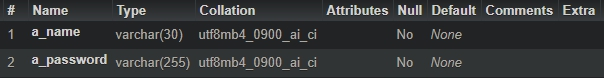 # Name Type Collation Attributes Null Default Comments Extra
1 a_name varchar(30) utf8mb4_0900_ai_ci No None
2 a_password varchar(255) utf8mb4_0900_ai_ci No None